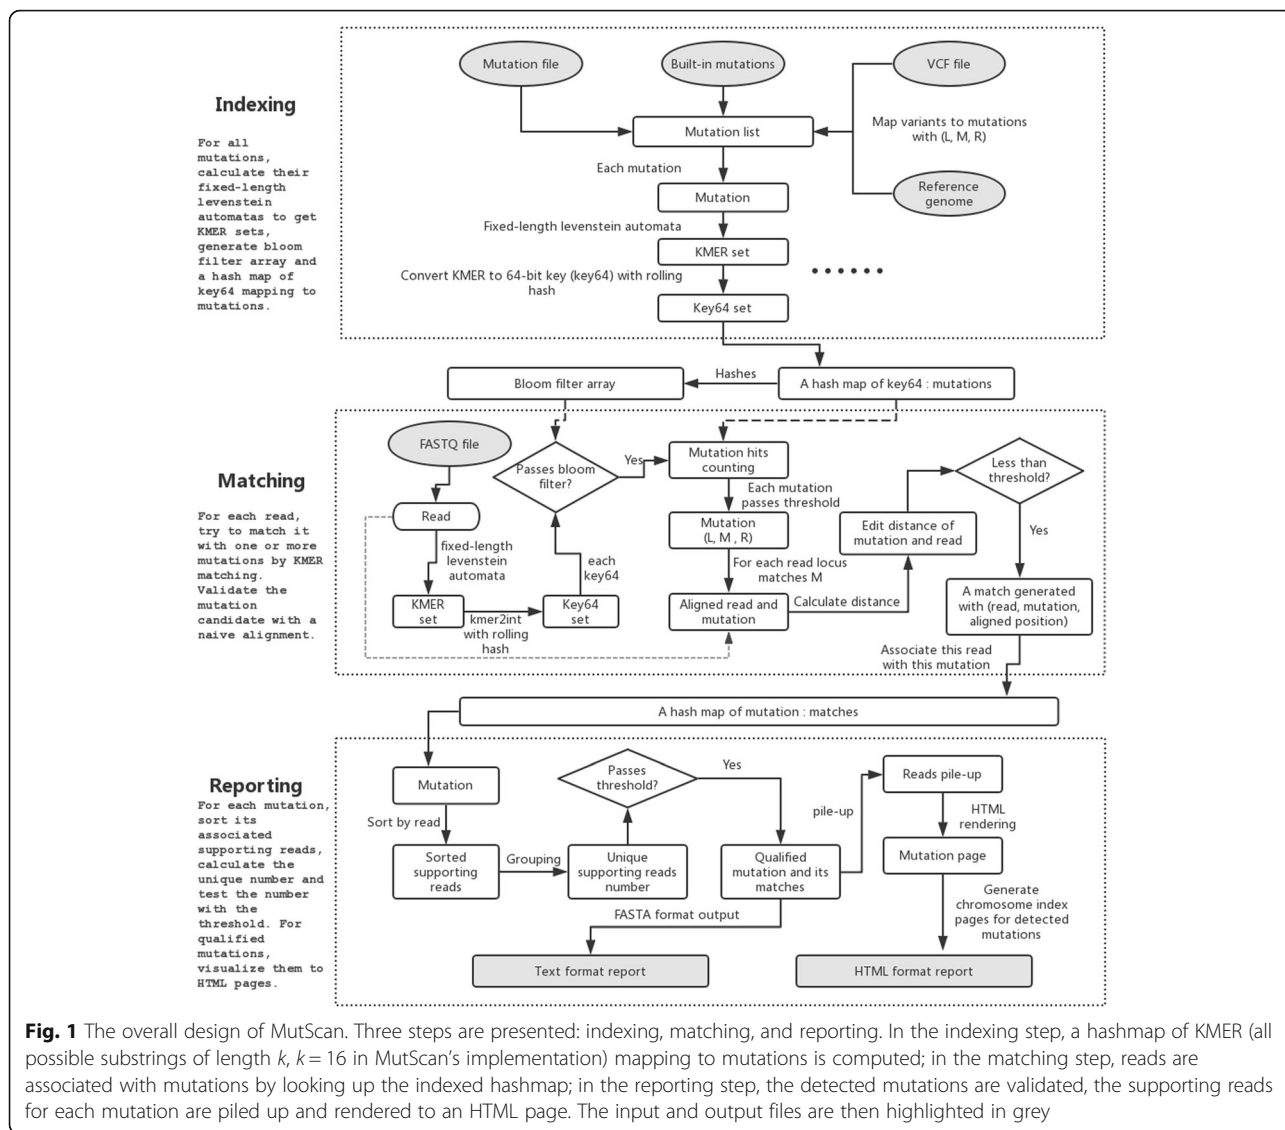 Indexing
For all
mutations,
calculate their
fixed-length
levenstein
automatas to get
KMER sets,
generate bloom
filter array and
a hash map of
key64 mapping to
mutations.
Mutation file
Built-in mutations
VCF file
Mutation list
Map variants to mutations
with (L, M, R)
Each mutation
Mutation
Reference
genome
Fixed-length levenstein automata
KMER set
Convert KMER to 64-bit key (key64) with rolling
hash
Key64 set
Bloom filter array
Hashes
A hash map of key64 : mutations
Matching
For each read,
try to match it
with one or more
mutations by KMER
matching.
Validate the
mutation
candidate with a
naive alignment.
FASTQ file
Read
fixed-length
levenstein
automata
KMER
set
kmer2int
with rolling
hash
Key64
set
each
key64
Passes bloom
filter?
Yes
Mutation hits
counting
Each mutation
passes threshold
Mutation
(L, M , R)
For each read locus
matches M
Aligned read and
mutation
Calculate distance
Edit distance of
mutation and read
Less than
threshold?
Yes
A match generated
with (read, mutation,
aligned position)
Associate this read
with this mutation
A hash map of mutation : matches
Reporting
For each mutation,
sort its
associated
supporting reads,
calculate the
unique number and
test the number
with the
threshold. For
qualified
mutations,
visualize them to
HTML pages.
Mutation
Sort by read
Sorted
supporting
reads
Grouping
Unique
supporting reads
number
Passes
threshold?
Yes
Qualified
mutation and its
matches
pile-up
Reads pile-up
HTML
rendering
Mutation page
Generate
chromosome index
pages for detected
mutations
FASTA format output
Text format report
HTML format report
Fig. 1 The overall design of MutScan. Three steps are presented: indexing, matching, and reporting. In the indexing step, a hashmap of KMER (all
possible substrings of length k, k = 16 in MutScan's implementation) mapping to mutations is computed; in the matching step, reads are
associated with mutations by looking up the indexed hashmap; in the reporting step, the detected mutations are validated, the supporting reads
for each mutation are piled up and rendered to an HTML page. The input and output files are then highlighted in grey